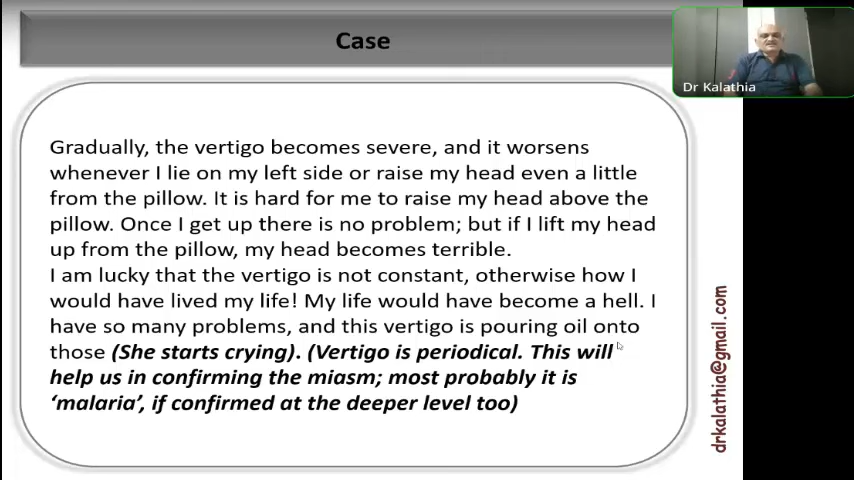 Case
Dr Kalathia
Gradually, the vertigo becomes severe, and it worsens
whenever I lie on my left side or raise my head even a little
from the pillow. It is hard for me to raise my head above the
pillow. Once I get up there is no problem; but if I lift my head
up from the pillow, my head becomes terrible.
I am lucky that the vertigo is not constant, otherwise how I
would have lived my life! My life would have become a hell. I
have so many problems, and this vertigo is pouring oil onto
those (She starts crying). (Vertigo is periodical. This will
help us in confirming the miasm; most probably it is
‘malaria’, if confirmed at the deeper level too)
drkalathia@gmail.com